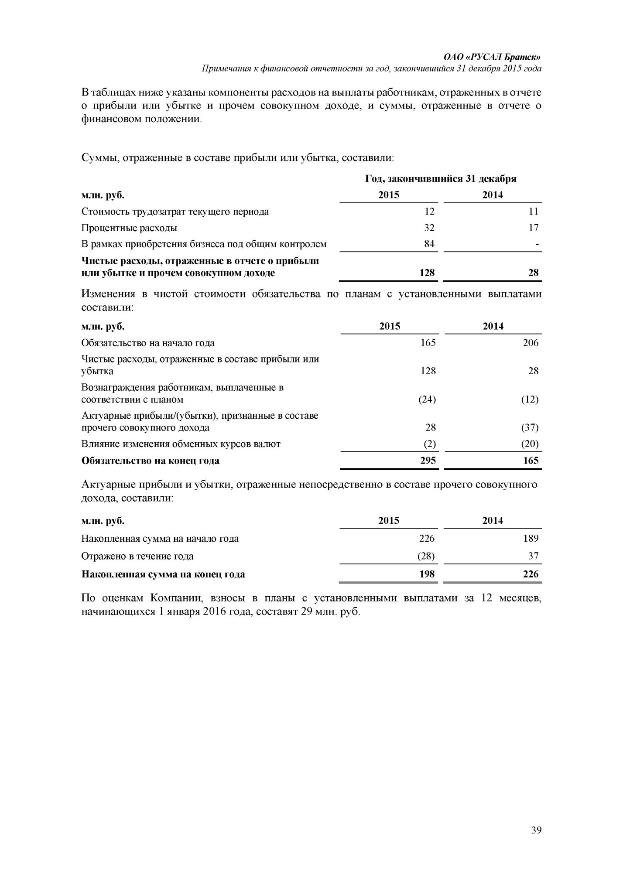 ОАО «РУСАЛ Братск»
Примечания к финансовой отчетности за год, закончившийся 31 декабря 2015 года
В таблицах ниже указаны компоненты расходов на выплаты работникам, отраженных в отчете
о прибыли или убытке и прочем совокупном доходе, и суммы, отраженные в отчете о
финансовом положении.
Суммы, отраженные в составе прибыли или убытка, составили:
Год, закончившийся 31 декабря
млн. руб. 2015 2014
Стоимость трудозатрат текущего периода 12 11
Процентные расходы 32 17
В рамках приобретения бизнеса под общим контролем 84 -
Чистые расходы, отраженные в отчете о прибыли
или убытке и прочем совокупном доходе 128 28
Изменения в чистой стоимости обязательства по планам с установленными выплатами
составили:
млн. руб. 2015 2014
Обязательство на начало года 165 206
Чистые расходы, отраженные в составе прибыли или
убытка 128 28
Вознаграждения работникам, выплаченные в
соответствии с планом (24) (12)
Актуарные прибыли/(убытки), признанные в составе
прочего совокупного дохода 28 (37)
Влияние изменения обменных курсов валют (2) (20)
Обязательство на конец года 295 165
Актуарные прибыли и убытки, отраженные непосредственно в составе прочего совокупного
дохода, составили:
млн. руб. 2015 2014
Накопленная сумма на начало года 226 189
Отражено в течение года (28) 37
Накопленная сумма на конец года 198 226
По оценкам Компании, взносы в планы с установленными выплатами за 12 месяцев,
начинающихся 1 января 2016 года, составят 29 млн. руб.
39